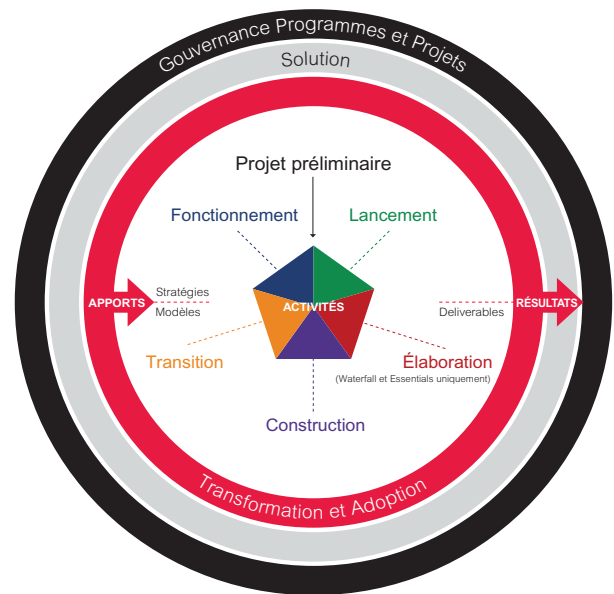 Gouvernance Programmes et Projets
Solution
Projet préliminaire
Fonctionnement
Lancement
Stratégies
APPORTS
Modèles
ACTIVITÉS
Deliverables
RÉSULTATS
Transition
Élaboration
(Waterfall et Essentials uniquement)
Construction
Transformation et Adoption